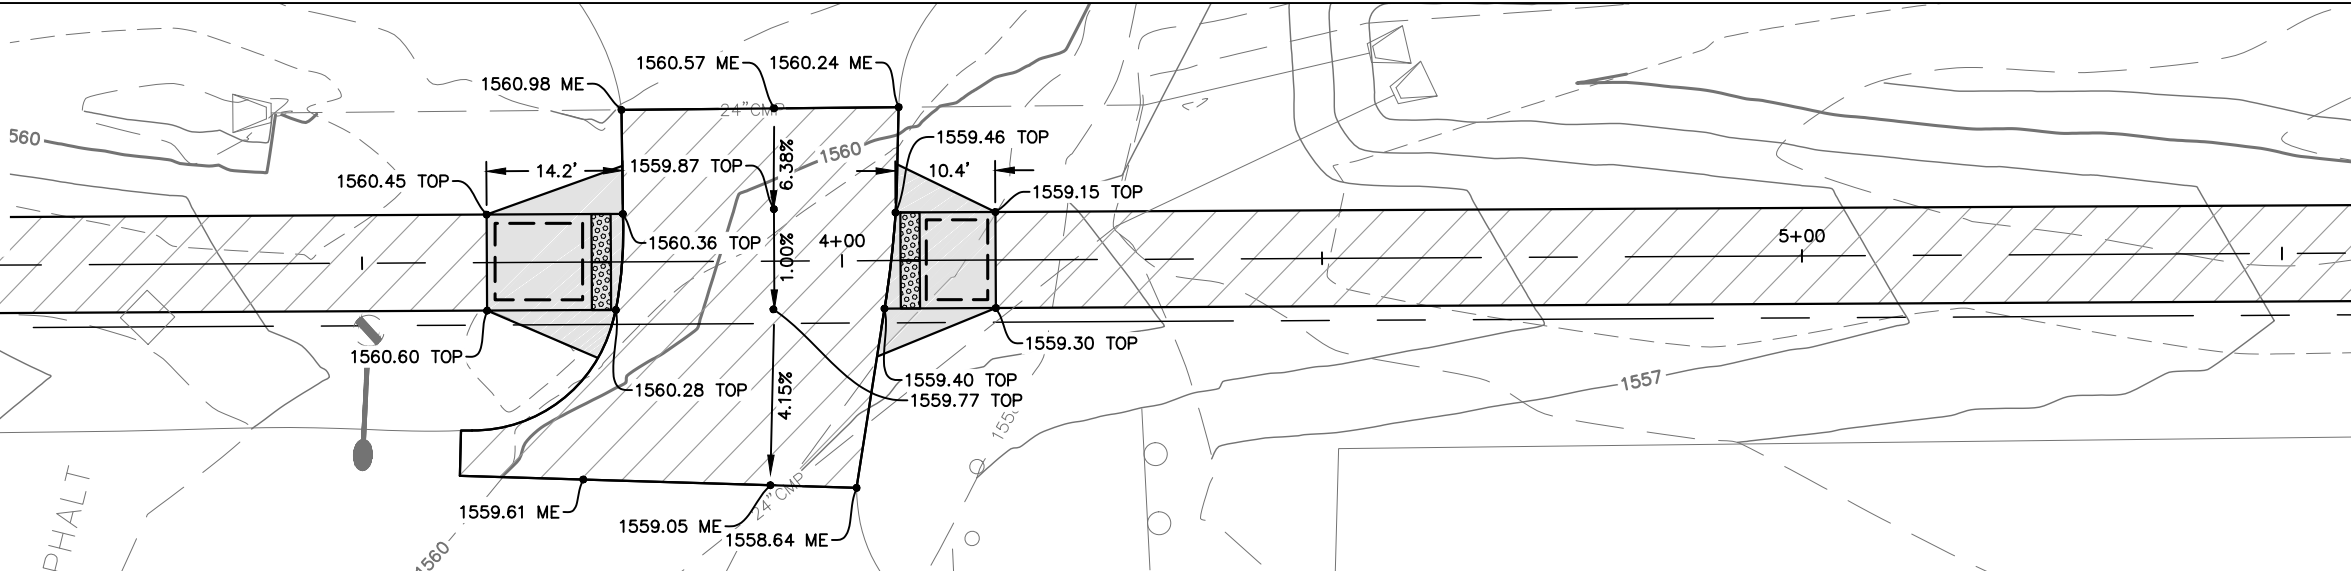 1560.57 ME
1560.24 ME
1560.98 ME
24"CMP
560
1559.46 TOP
6.38%
1560
1559.87 TOP
14.2'
10.4'
1560.45 TOP
1559.15 TOP
1560.36 TOP
4+00
1.00%
5+00
1560.60 TOP
1559.30 TOP
1560.28 TOP
1559.40 TOP
1559.77 TOP
4.15%
1557
PHALT
24"CMP
1559.61 ME
1559.05 ME
1558.64 ME
1560